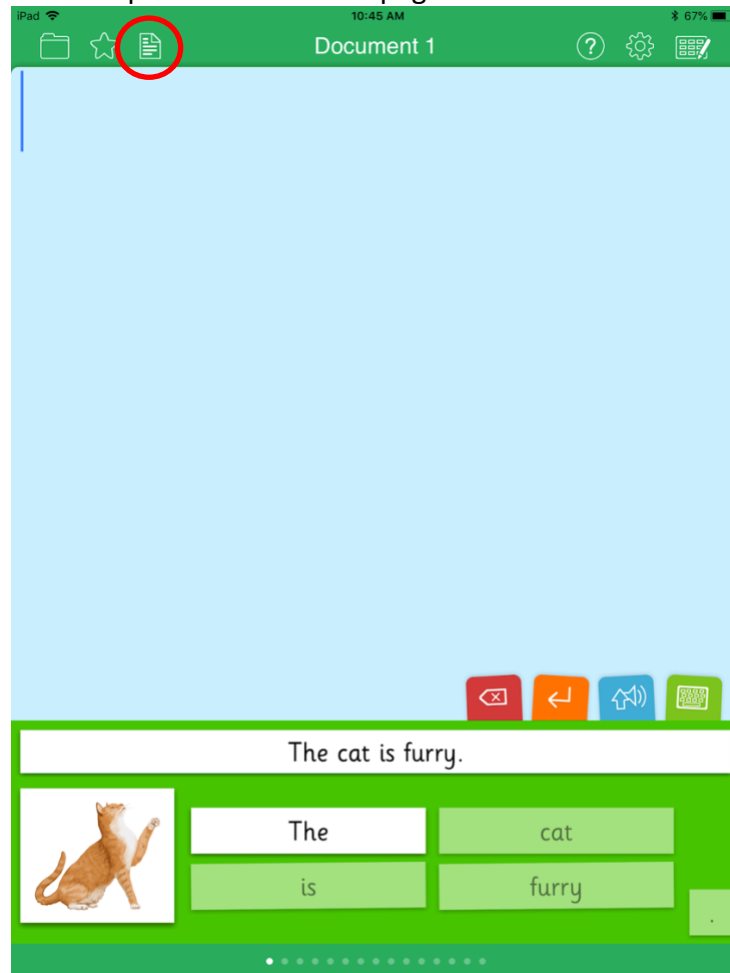 iPad 10:45 AM 67%
Document 1 ?
The cat is furry.
The cat
is furry
.